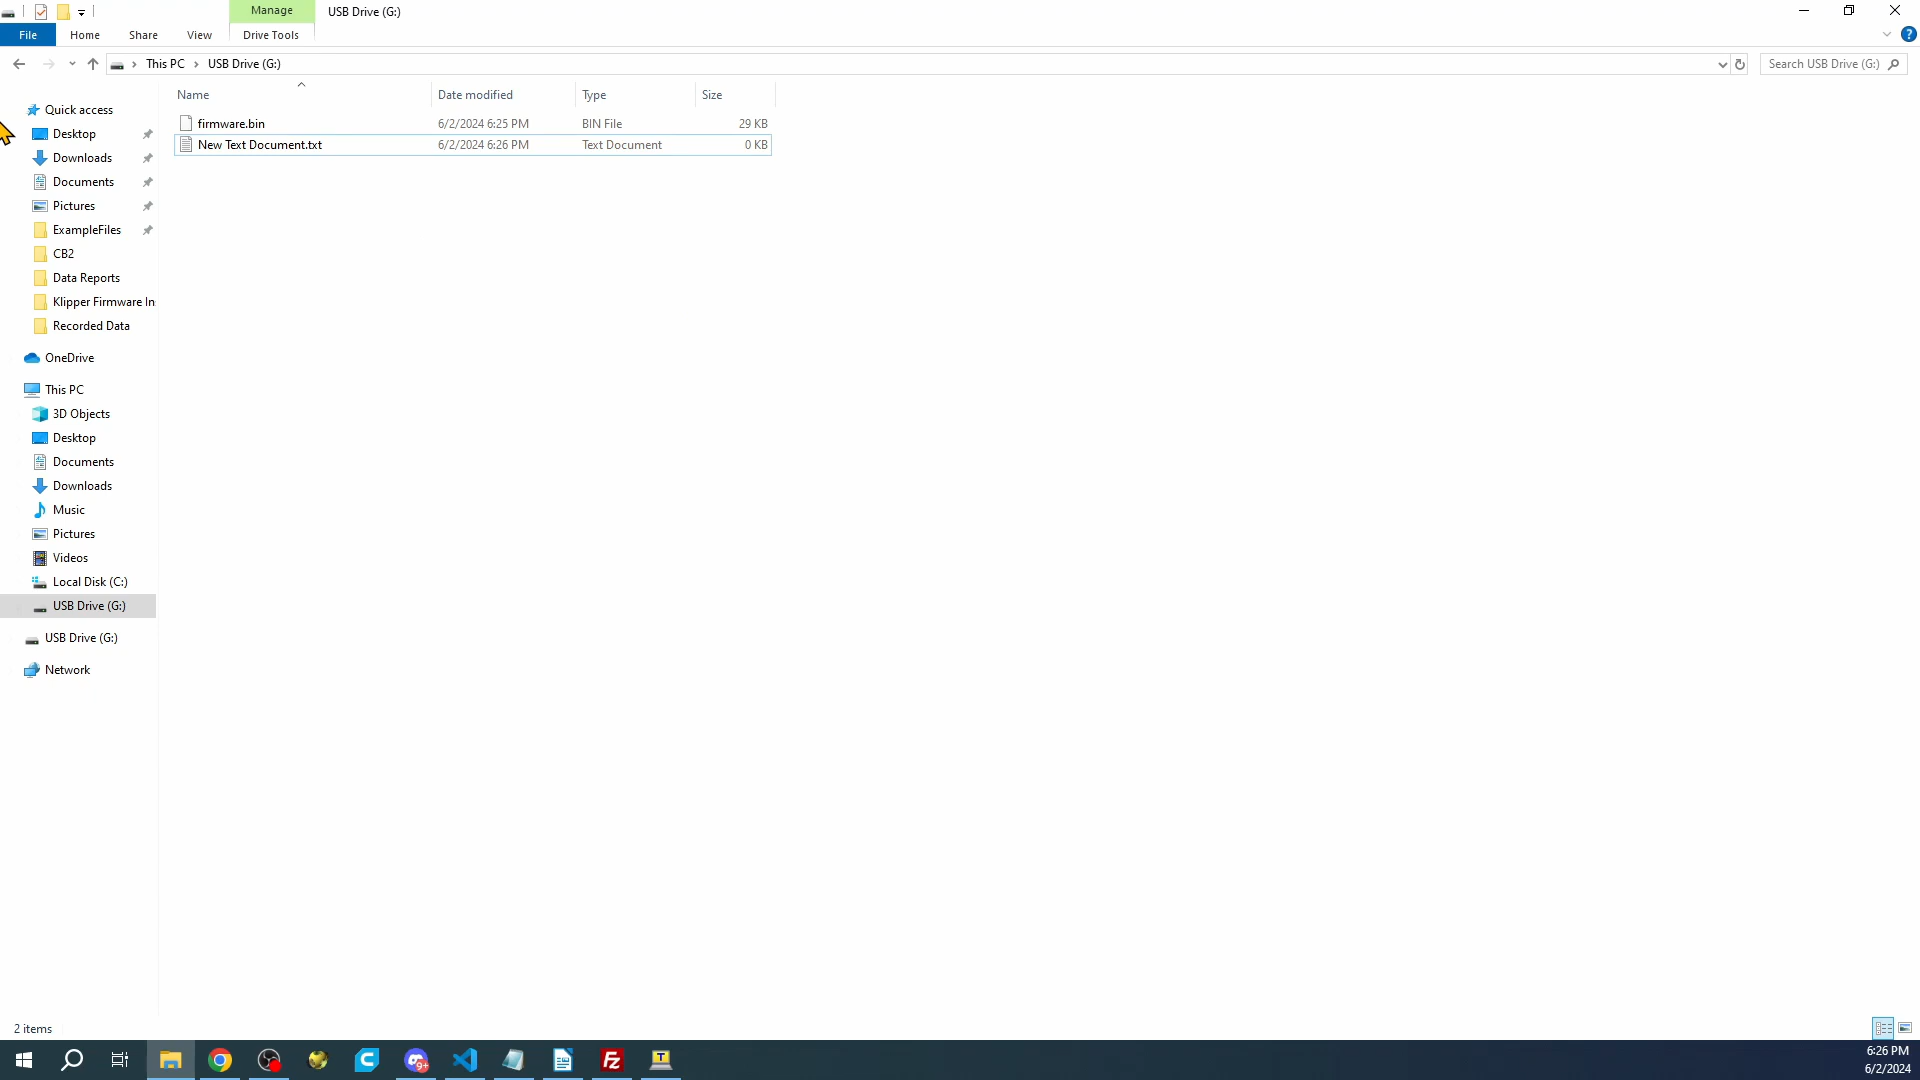 Manage
USB Drive (G:)
File
Home
Share
View
Drive Tools
?
This PC
USB Drive (G:)
Search USB Drive (G:)
Name
Date modified
Type
Size
firmware.bin
6/2/2024 6:25 PM
BIN File
29 KB
New Text Document.txt
6/2/2024 6:26 PM
Text Document
0 KB
Quick access
Desktop
Downloads
Documents
Pictures
ExampleFiles
CB2
Data Reports
Klipper Firmware In
Recorded Data
OneDrive
This PC
3D Objects
Desktop
Documents
Downloads
Music
Pictures
Videos
Local Disk (C:)
USB Drive (G:)
USB Drive (G:)
Network
2 items
C
9+
Fz
T
6:26 PM
6/2/2024